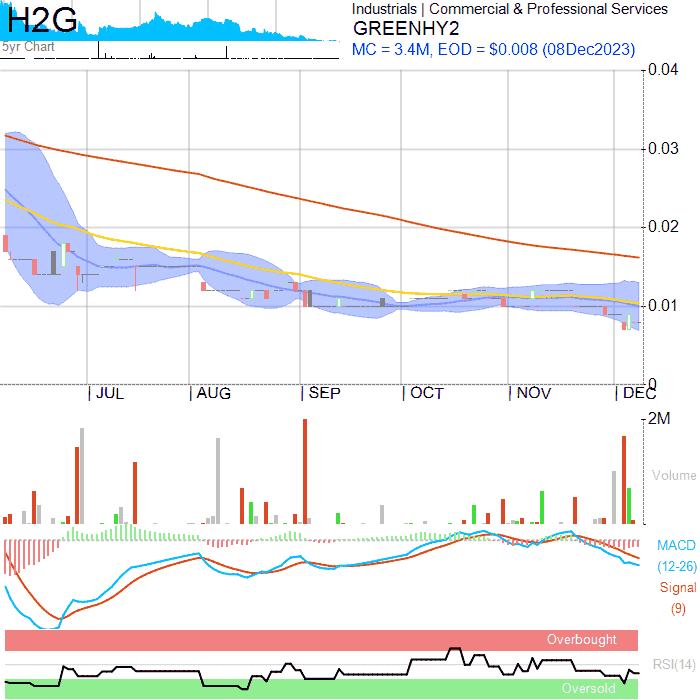 H2G
Industrials | Commercial & Professional Services
GREENHY2
5yr Chart
MC = 3.4M, EOD = $0.008 (08Dec2023)
0.04
0.03
0.02
0.01
0
JUL
AUG
SEP
OCT
NOV
DEC
2M
Volume
MACD
(12-26)
Signal
(9)
Overbought
RSI(14)
Oversold